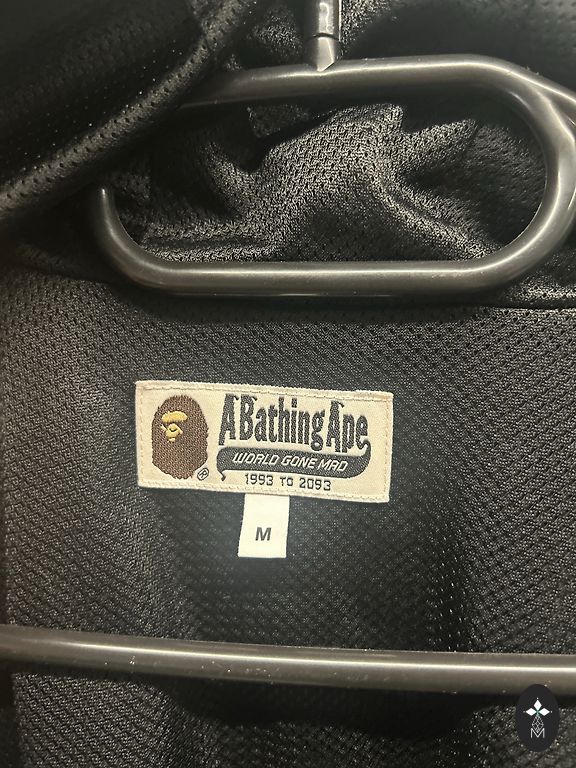 ABathingApe
WORLD GONE MAD
1993 TO 2093
®
M
M